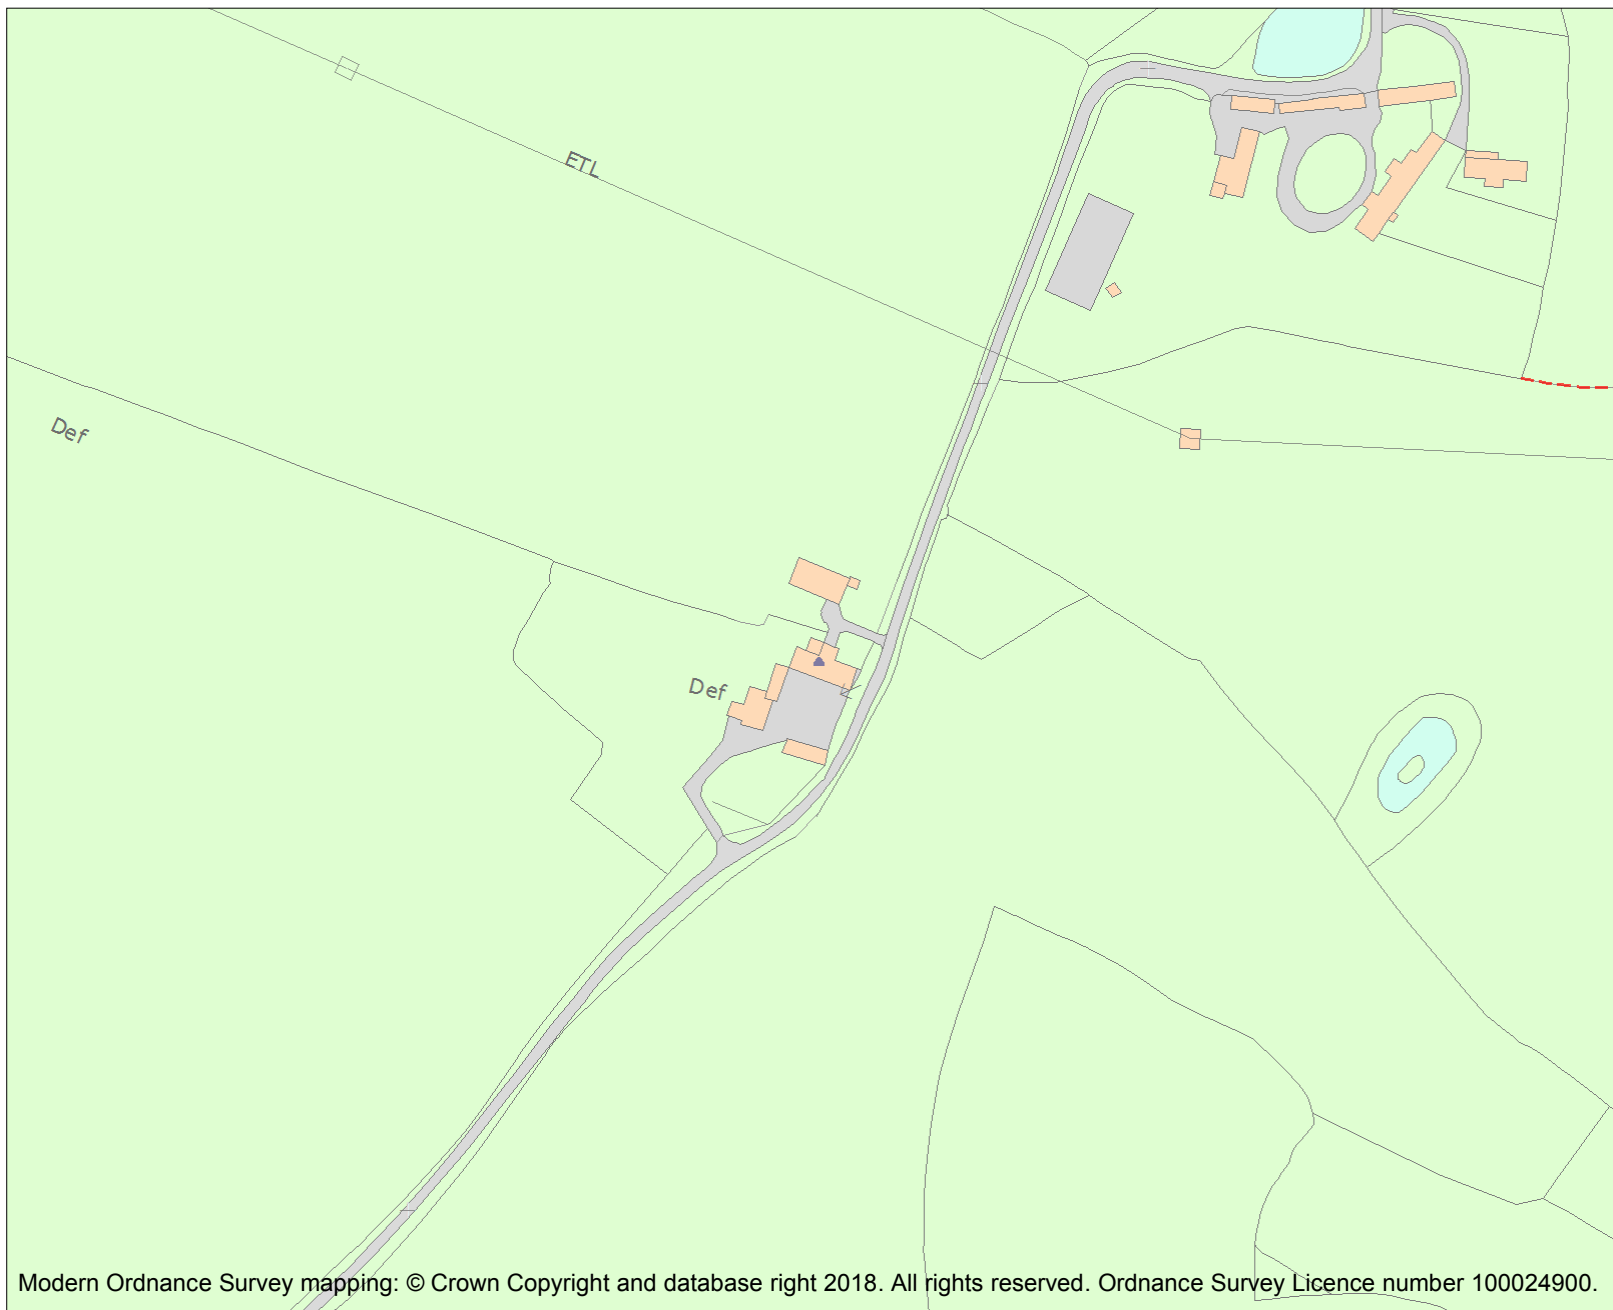 ETL
Def
Def
Modern Ordnance Survey mapping: © Crown Copyright and database right 2018. All rights reserved. Ordnance Survey Licence number 100024900.